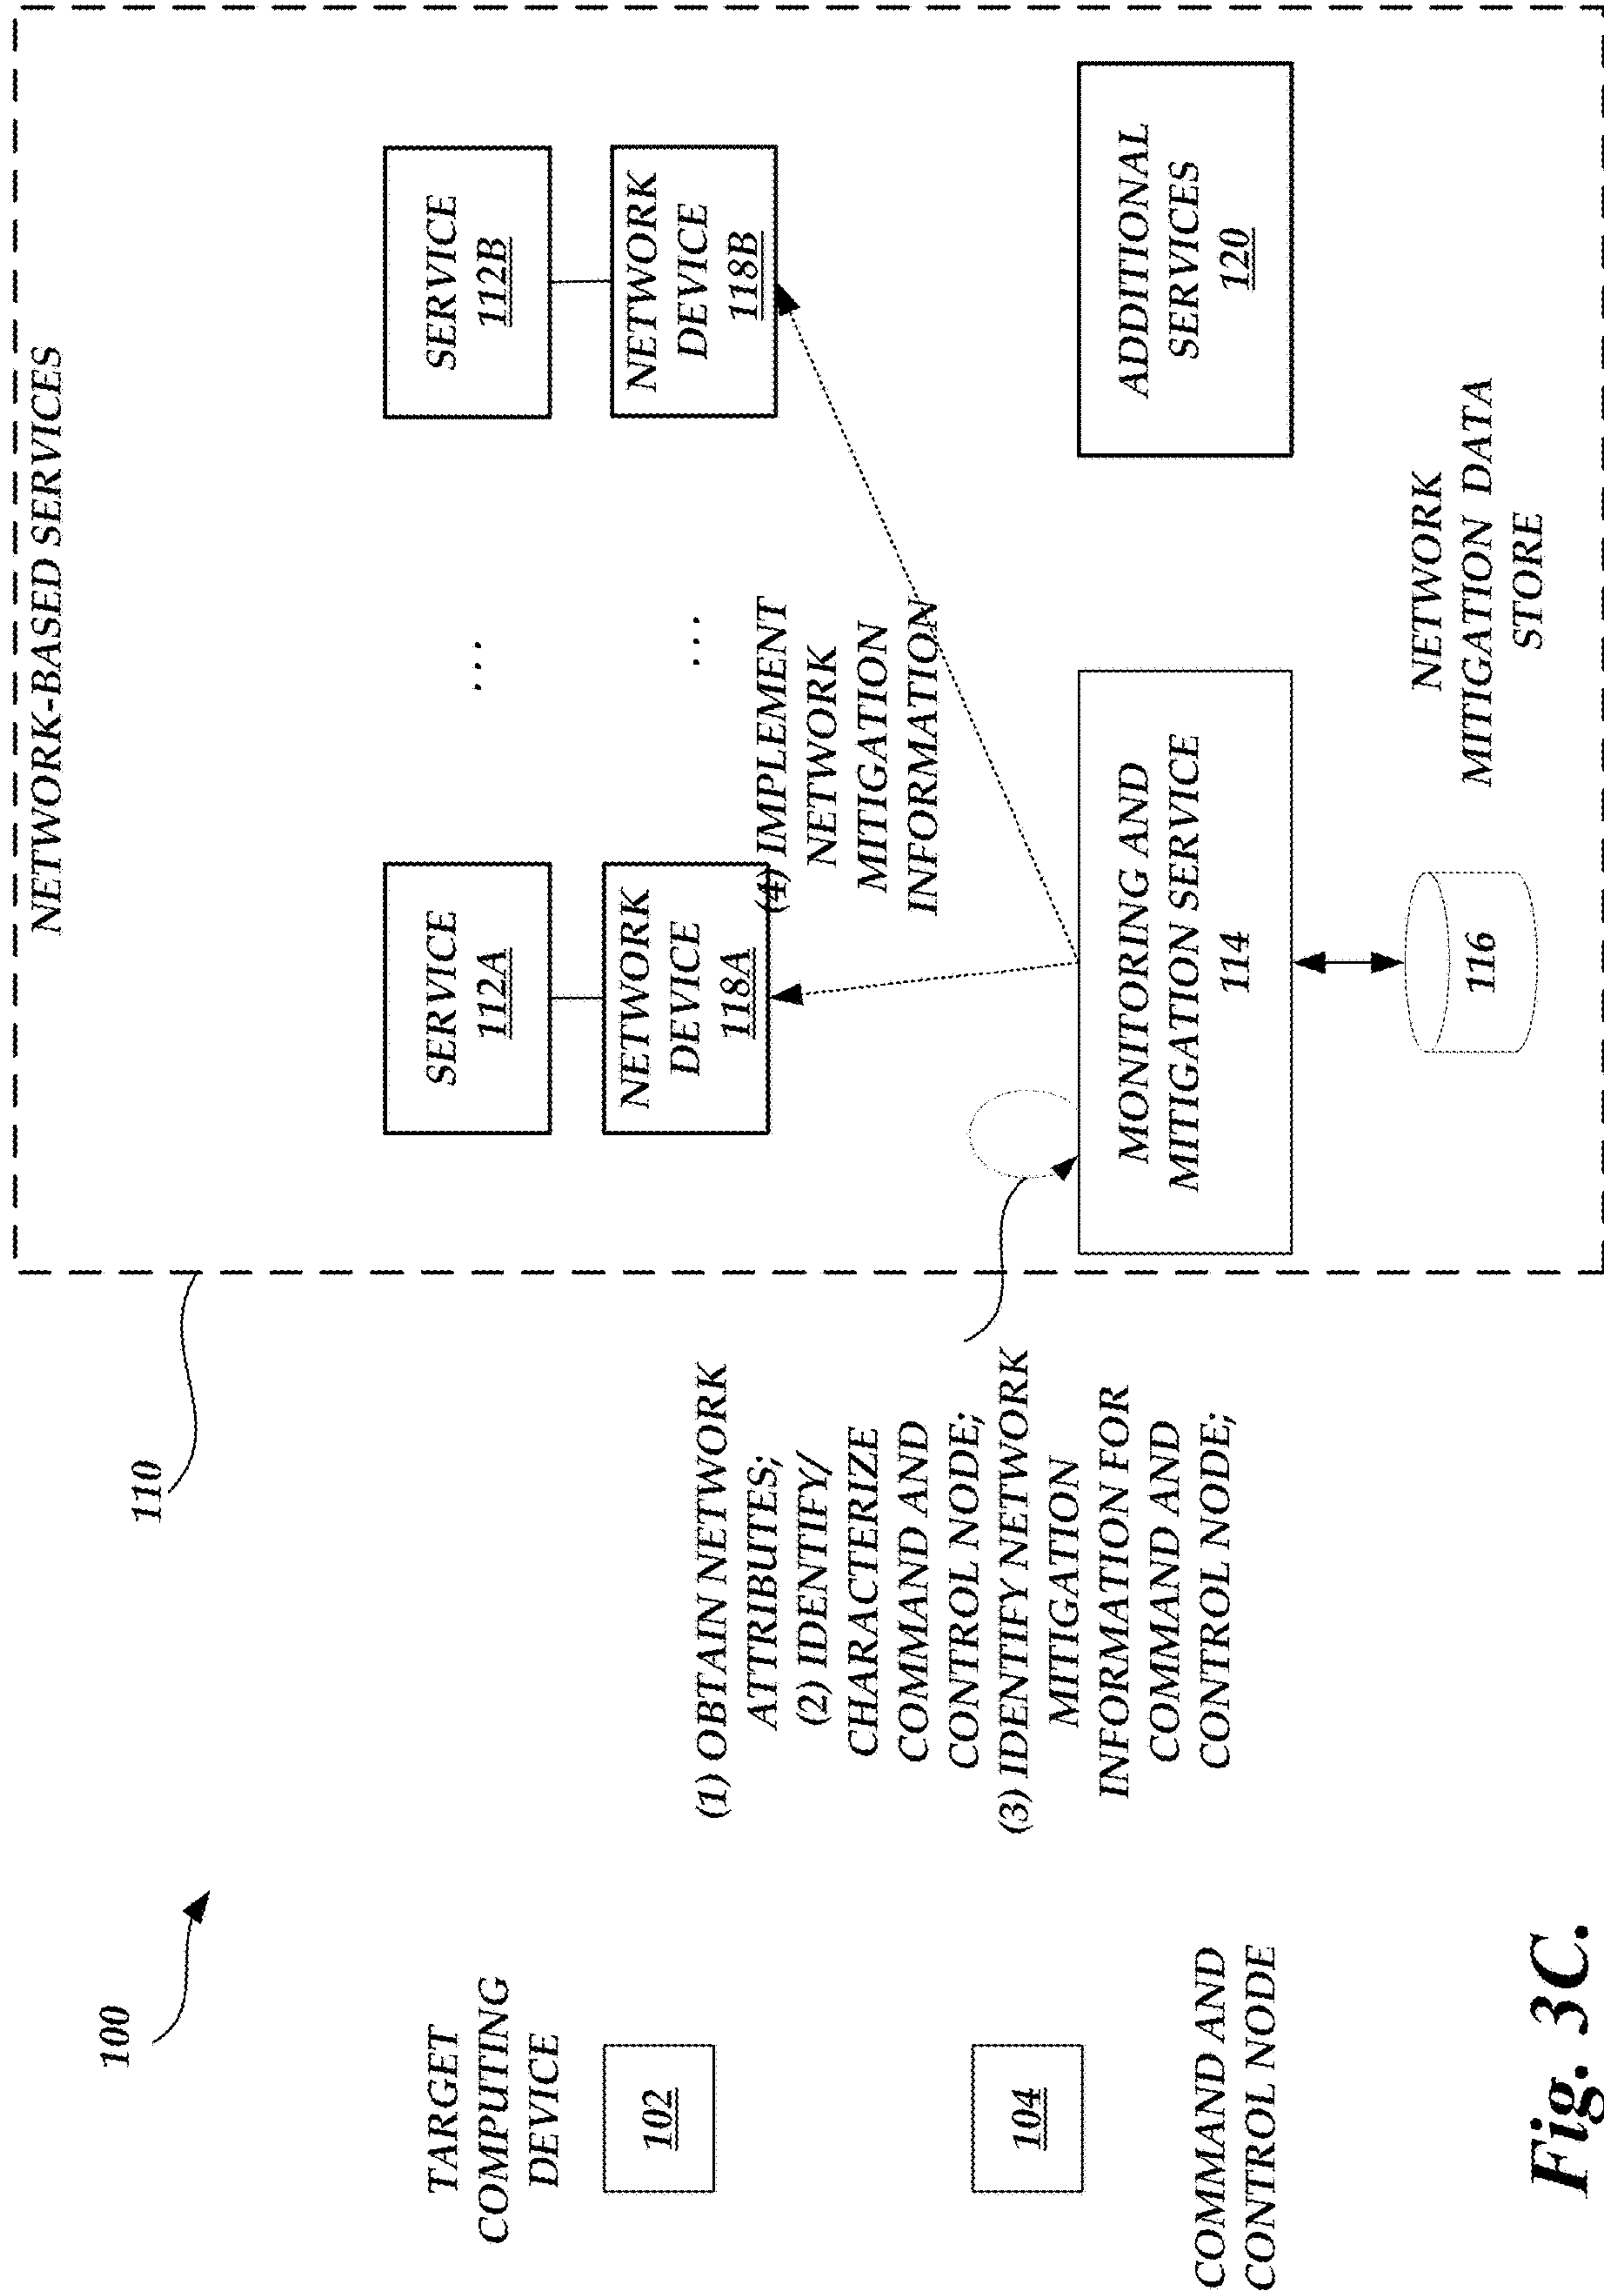 100
110
NETWORK-BASED SERVICES
TARGET
COMPUTING
DEVICE
102
104
COMMAND AND
CONTROL NODE
(1) OBTAIN NETWORK
ATTRIBUTES;
(2) IDENTIFY/
CHARACTERIZE
COMMAND AND
CONTROL NODE;
(3) IDENTIFY NETWORK
MITIGATION
INFORMATION FOR
COMMAND AND
CONTROL NODE;
SERVICE
112A
NETWORK
DEVICE
118A
...
...
SERVICE
112B
NETWORK
DEVICE
118B
(4) IMPLEMENT
NETWORK
MITIGATION
INFORMATION
MONITORING AND
MITIGATION SERVICE
114
ADDITIONAL
SERVICES
120
116
NETWORK
MITIGATION DATA
STORE
Fig. 3C.